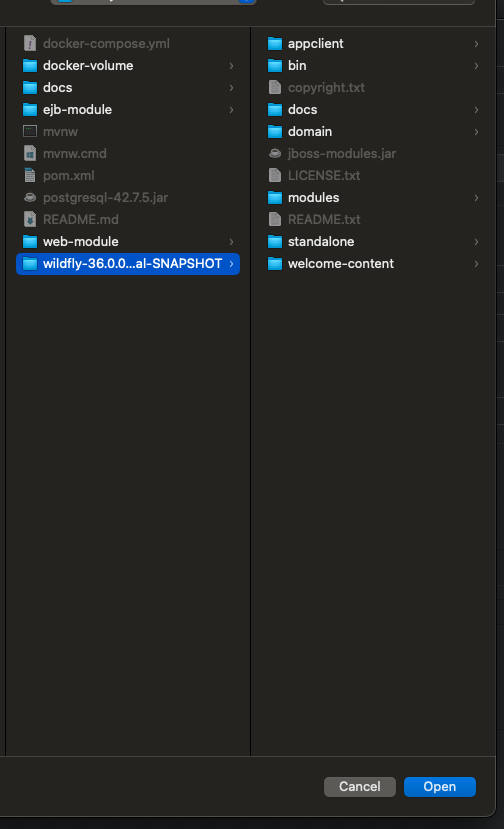 docker-compose.yml
docker-volume
docs
ejb-module
mvnw
mvnw.cmd
pom.xml
postgresql-42.7.5.jar
README.md
web-module
wildfly-36.0.0...al-SNAPSHOT
appclient
bin
copyright.txt
docs
domain
jboss-modules.jar
LICENSE.txt
modules
README.txt
standalone
welcome-content
Cancel
Open